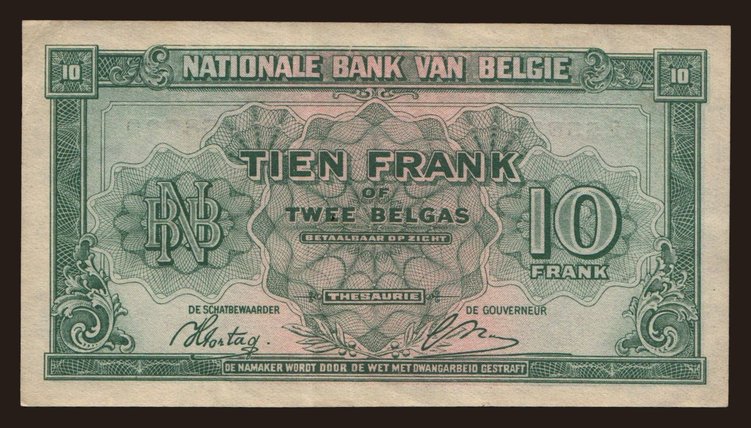 10 NATIONALE BANK VAN BELGIE 10
TIEN FRANK
OF
TWEE BELGAS
BETAALBAAR OP ZICHT
BNB
10
FRANK
THESAURIE
DE SCHATBEWAARDER DE GOUVERNEUR
DE NAMAKER WORDT DOOR DE WET MET DWANGARBEID GESTRAFT